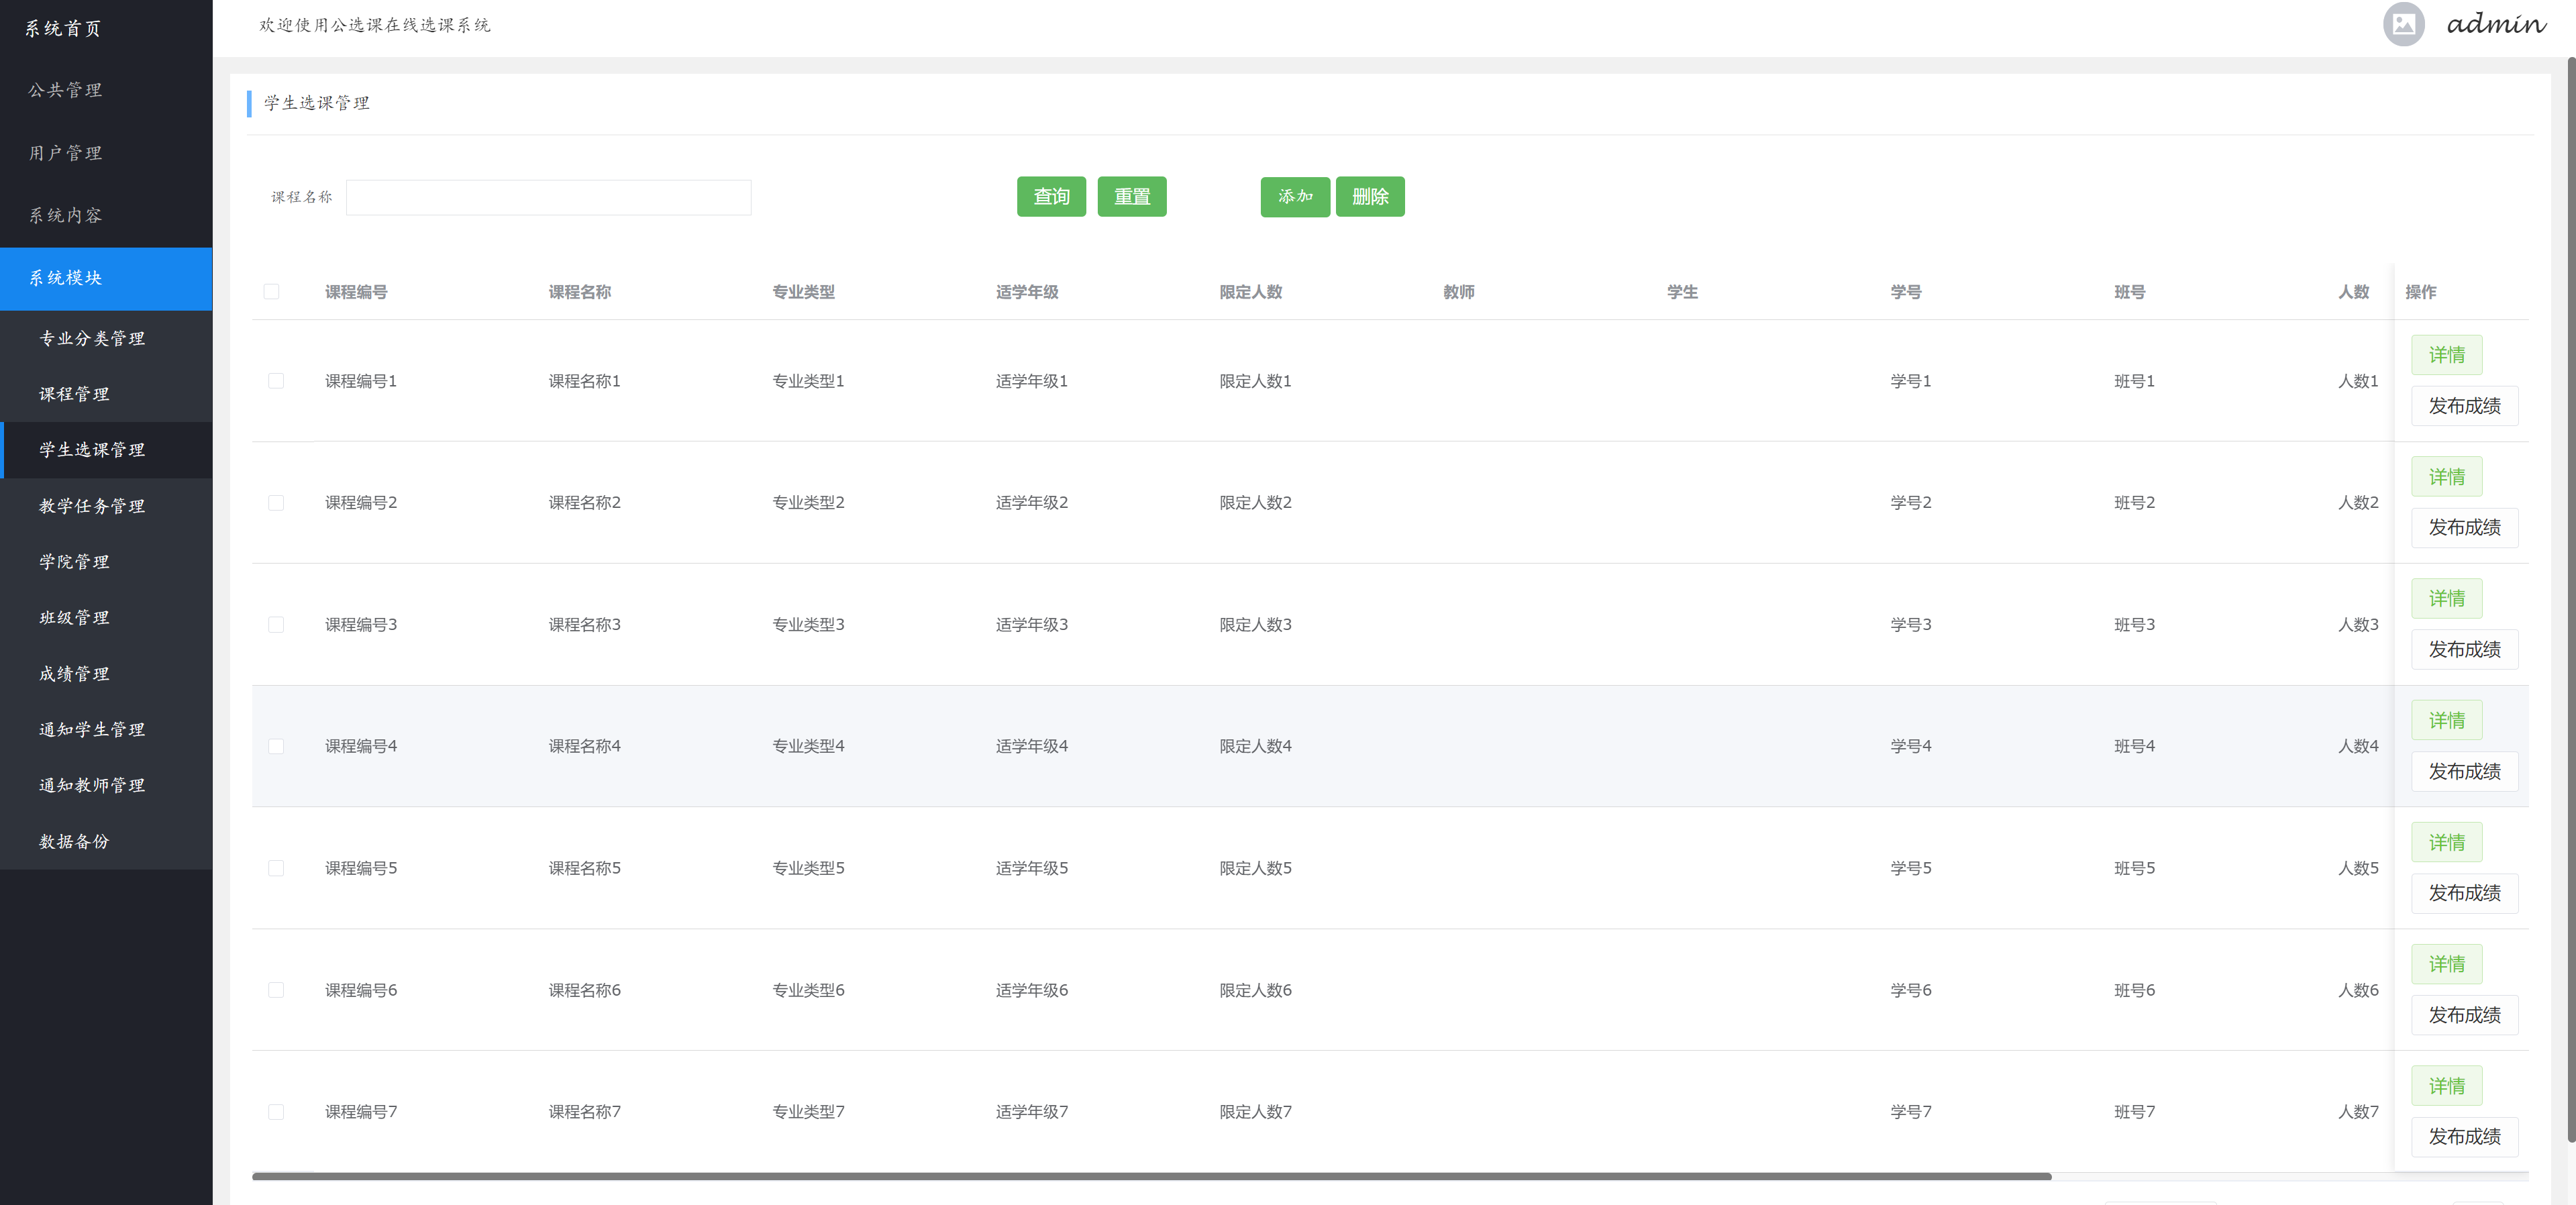 系统首页
公共管理
用户管理
系统内容
系统模块
专业分类管理
课程管理
学生选课管理
教学任务管理
学院管理
班级管理
成绩管理
通知学生管理
通知教师管理
数据备份
欢迎使用公选课在线选课系统
admin
学生选课管理
课程名称 查询 重置 添加 删除
课程编号 课程名称 专业类型 适学年级 限定人数 教师 学生 学号 班号 人数 操作
课程编号1 课程名称1 专业类型1 适学年级1 限定人数1 学号1 班号1 人数1 详情
发布成绩
课程编号2 课程名称2 专业类型2 适学年级2 限定人数2 学号2 班号2 人数2 详情
发布成绩
课程编号3 课程名称3 专业类型3 适学年级3 限定人数3 学号3 班号3 人数3 详情
发布成绩
课程编号4 课程名称4 专业类型4 适学年级4 限定人数4 学号4 班号4 人数4 详情
发布成绩
课程编号5 课程名称5 专业类型5 适学年级5 限定人数5 学号5 班号5 人数5 详情
发布成绩
课程编号6 课程名称6 专业类型6 适学年级6 限定人数6 学号6 班号6 人数6 详情
发布成绩
课程编号7 课程名称7 专业类型7 适学年级7 限定人数7 学号7 班号7 人数7 详情
发布成绩